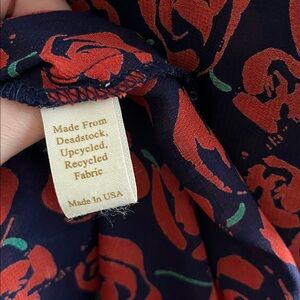 Made From
Deadstock,
Upcycled,
Recycled
Fabric
Made In USA